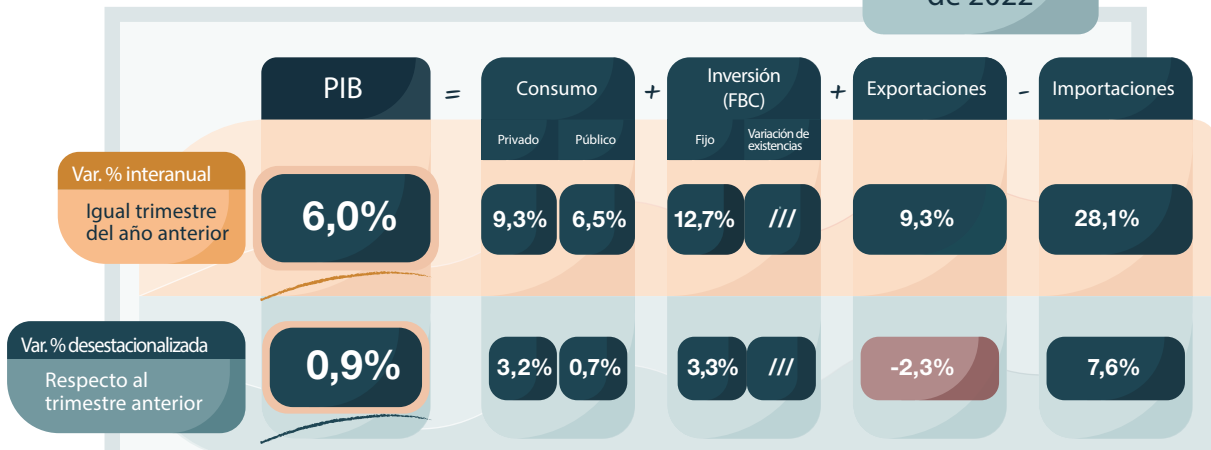 de 2022
PIB = Consumo + Inversión (FBC) + Exportaciones - Importaciones
Privado Público Fijo Variación de existencias
Var. % interanual
Igual trimestre
del año anterior
6,0% 9,3% 6,5% 12,7% /// 9,3% 28,1%
Var. % desestacionalizada
Respecto al
trimestre anterior
0,9% 3,2% 0,7% 3,3% /// -2,3% 7,6%